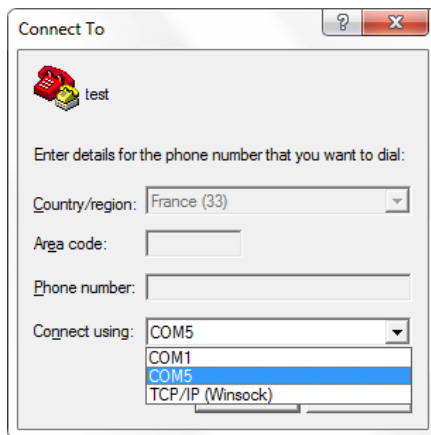 Connect To
test
Enter details for the phone number that you want to dial:
Country/region: France (33)
Area code:
Phone number:
Connect using: COM5
COM1
COM5
TCP/IP (Winsock)